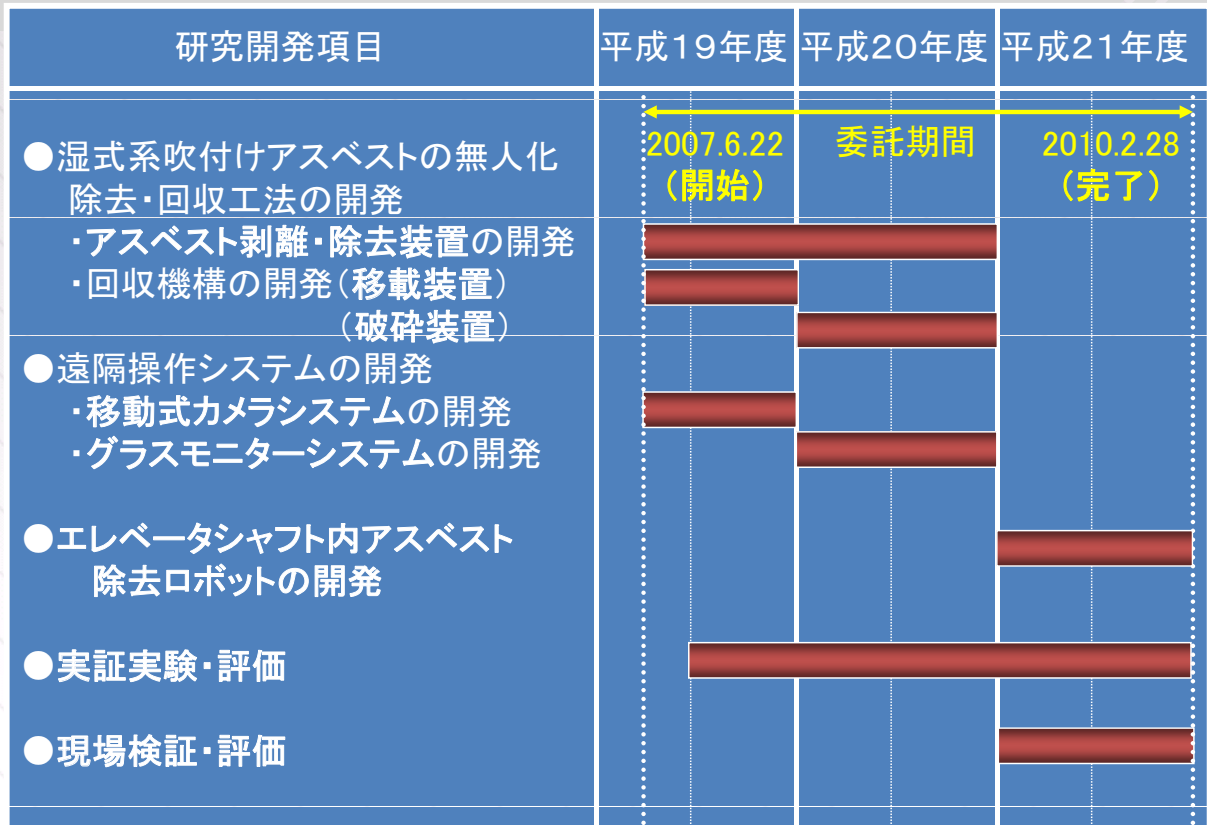 研究開発項目
平成19年度
平成20年度
平成21年度
2007.6.22
(開始)
委託期間
2010.2.28
(完了)
●湿式系吹付けアスベストの無人化
除去・回収工法の開発
・アスベスト剥離・除去装置の開発
・回収機構の開発(移載装置)
(破砕装置)
●遠隔操作システムの開発
・移動式カメラシステムの開発
・グラスモニターシステムの開発
●エレベータシャフト内アスベスト
除去ロボットの開発
●実証実験・評価
●現場検証・評価